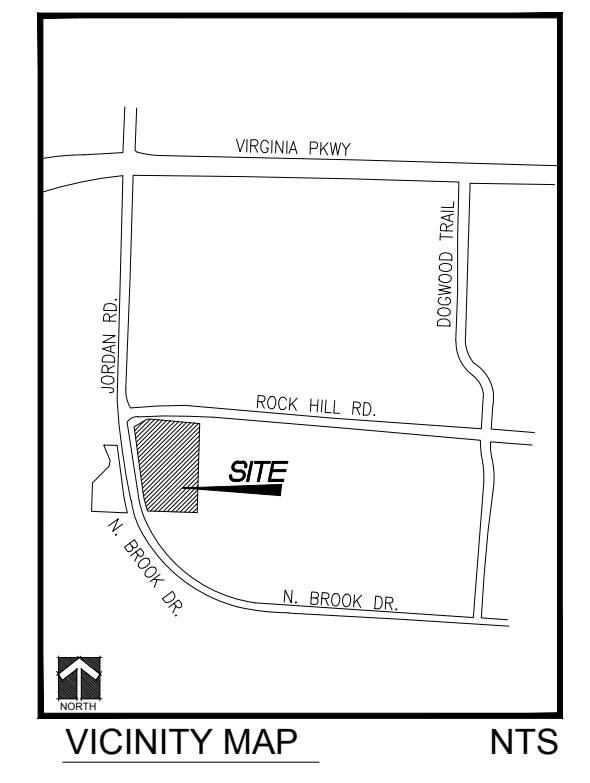 VIRGINIA PKWY
DOGWOOD TRAIL
JORDAN RD.
ROCK HILL RD.
SITE
N. BROOK DR.
N. BROOK DR.
NORTH
VICINITY MAP
NTS